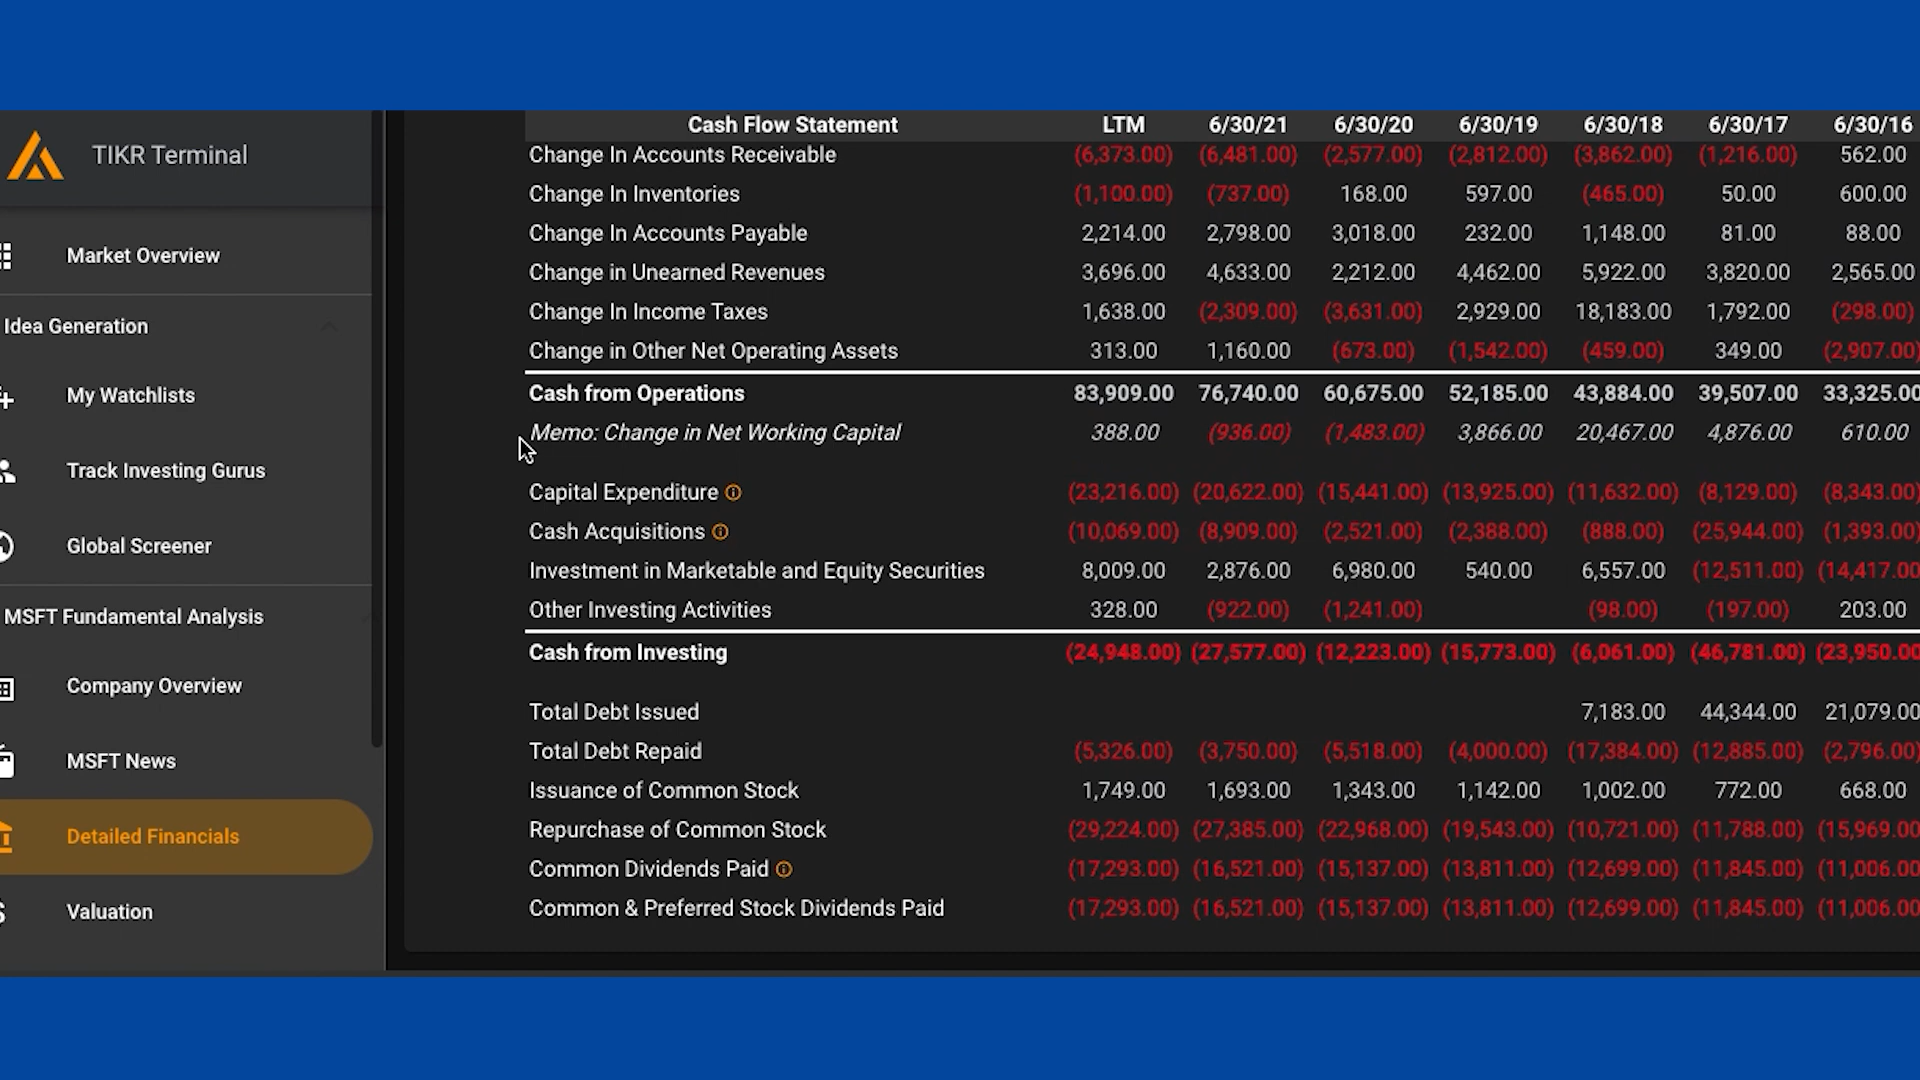 TIKR Terminal
Market Overview
Idea Generation
My Watchlists
Track Investing Gurus
Global Screener
MSFT Fundamental Analysis
Company Overview
MSFT News
Detailed Financials
Valuation
Cash Flow Statement LTM 6/30/21 6/30/20 6/30/19 6/30/18 6/30/17 6/30/16
Change In Accounts Receivable (6,373.00) (6,481.00) (2,577.00) (2,812.00) (3,862.00) (1,216.00) 562.00
Change In Inventories (1,100.00) (737.00) 168.00 597.00 (465.00) 50.00 600.00
Change In Accounts Payable 2,214.00 2,798.00 3,018.00 232.00 1,148.00 81.00 88.00
Change in Unearned Revenues 3,696.00 4,633.00 2,212.00 4,462.00 5,922.00 3,820.00 2,565.00
Change In Income Taxes 1,638.00 (2,309.00) (3,631.00) 2,929.00 18,183.00 1,792.00 (298.00)
Change in Other Net Operating Assets 313.00 1,160.00 (673.00) (1,542.00) (459.00) 349.00 (2,907.00)
Cash from Operations 83,909.00 76,740.00 60,675.00 52,185.00 43,884.00 39,507.00 33,325.00
Memo: Change in Net Working Capital 388.00 (936.00) (1,483.00) 3,866.00 20,467.00 4,876.00 610.00
Capital Expenditure (23,216.00) (20,622.00) (15,441.00) (13,925.00) (11,632.00) (8,129.00) (8,343.00)
Cash Acquisitions (10,069.00) (8,909.00) (2,521.00) (2,388.00) (888.00) (25,944.00) (1,393.00)
Investment in Marketable and Equity Securities 8,009.00 2,876.00 6,980.00 540.00 6,557.00 (12,511.00) (14,417.00
Other Investing Activities 328.00 (922.00) (1,241.00) (98.00) (197.00) 203.00
Cash from Investing (24,948.00) (27,577.00) (12,223.00) (15,773.00) (6,061.00) (46,781.00) (23,950.00
Total Debt Issued 7,183.00 44,344.00 21,079.00
Total Debt Repaid (5,326.00) (3,750.00) (5,518.00) (4,000.00) (17,384.00) (12,885.00) (2,796.00)
Issuance of Common Stock 1,749.00 1,693.00 1,343.00 1,142.00 1,002.00 772.00 668.00
Repurchase of Common Stock (29,224.00) (27,385.00) (22,968.00) (19,543.00) (10,721.00) (11,788.00) (15,969.00
Common Dividends Paid (17,293.00) (16,521.00) (15,137.00) (13,811.00) (12,699.00) (11,845.00) (11,006.00
Common & Preferred Stock Dividends Paid (17,293.00) (16,521.00) (15,137.00) (13,811.00) (12,699.00) (11,845.00) (11,006.00